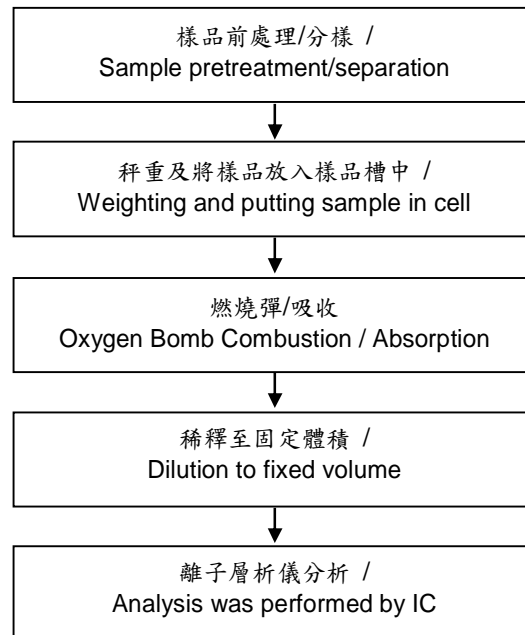 樣品前處理/分樣 /
Sample pretreatment/separation
秤重及將樣品放入樣品槽中 /
Weighting and putting sample in cell
燃燒彈/吸收
Oxygen Bomb Combustion / Absorption
稀釋至固定體積 /
Dilution to fixed volume
離子層析儀分析 /
Analysis was performed by IC